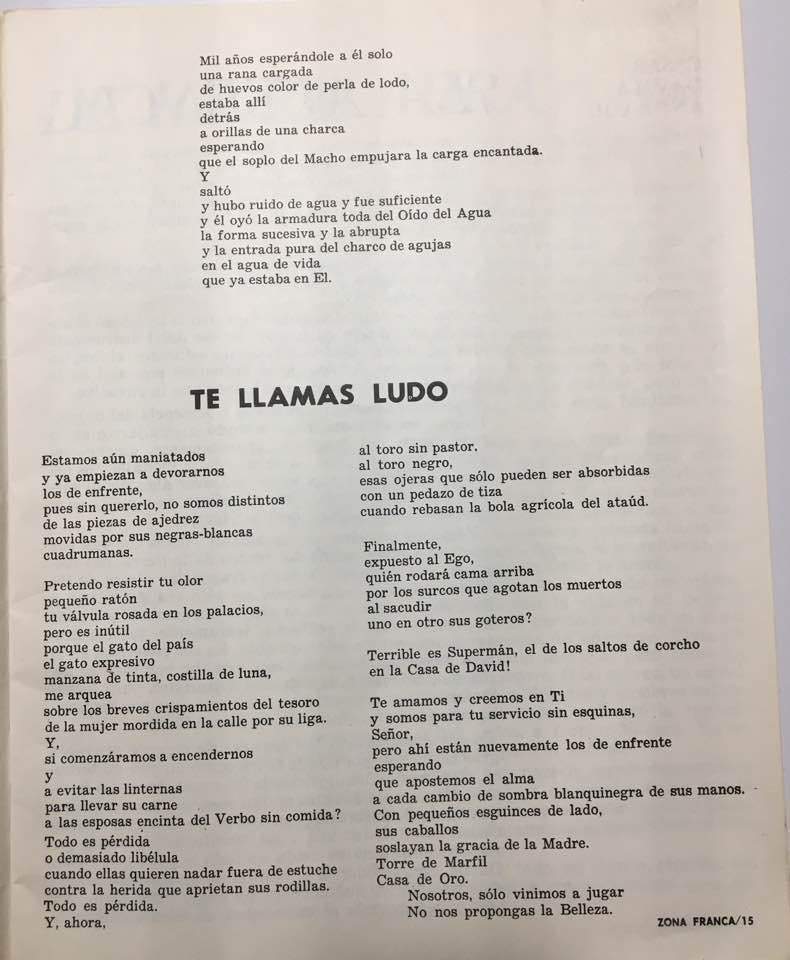 Mil años esperándole a él solo
una rana cargada
de huevos color de perla de lodo,
estaba allí
detrás
a orillas de una charca
esperando
que el soplo del Macho empujara la carga encantada.
Y
saltó
y hubo ruido de agua y fue suficiente
y él oyó la armadura toda del Oído del Agua
la forma sucesiva y la abrupta
y la entrada pura del charco de agujas
en el agua de vida
que ya estaba en El.
TE LLAMAS LUDO
Estamos aún maniatados
y ya empiezan a devorarnos
los de enfrente,
pues sin quererlo, no somos distintos
de las piezas de ajedrez
movidas por sus negras-blancas
cuadrumanas.
Pretendo resistir tu olor
pequeño ratón
tu válvula rosada en los palacios,
pero es inútil
porque el gato del país
el gato expresivo
manzana de tinta, costilla de luna,
me arquea
sobre los breves crispamientos del tesoro
de la mujer mordida en la calle por su liga.
Y,
si comenzáramos a encendernos
y
a evitar las linternas
para llevar su carne
a las esposas encinta del Verbo sin comida?
Todo es pérdida
o demasiado libélula
cuando ellas quieren nadar fuera de estuche
contra la herida que aprietan sus rodillas.
Todo es pérdida.
Y, ahora,
al toro sin pastor,
al toro negro,
esas ojeras que sólo pueden ser absorbidas
con un pedazo de tiza
cuando rebasan la bola agrícola del ataúd.
Finalmente,
expuesto al Ego,
quién rodará cama arriba
por los surcos que agotan los muertos
al sacudir
uno en otro sus goteros?
Terrible es Supermán, el de los saltos de corcho
en la Casa de David!
Te amamos y creemos en Ti
y somos para tu servicio sin esquinas,
Señor,
pero ahí están nuevamente los de enfrente
esperando
que apostemos el alma
a cada cambio de sombra blanquinegra de sus manos.
Con pequeños esguinces de lado,
sus caballos
soslayan la gracia de la Madre.
Torre de Marfil
Casa de Oro.
Nosotros, sólo vinimos a jugar
No nos propongas la Belleza.
ZONA FRANCA/15